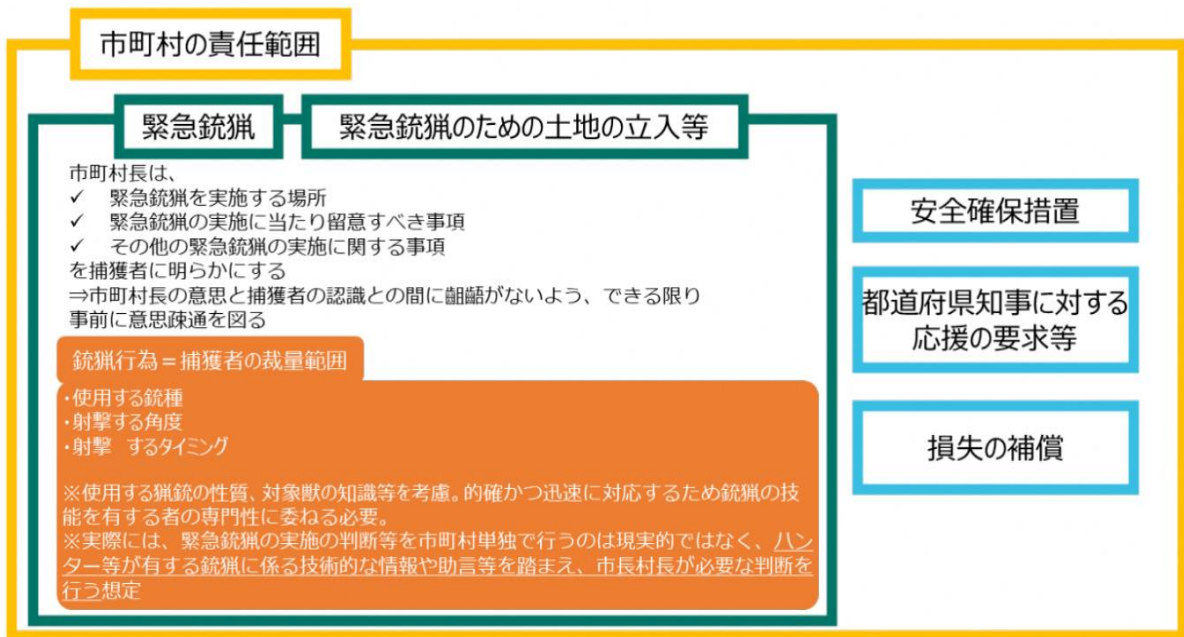 市町村の責任範囲
緊急銃猟
緊急銃猟のための土地の立入等
市町村長は、
✓ 緊急銃猟を実施する場所
✓ 緊急銃猟の実施に当たり留意すべき事項
✓ その他の緊急銃猟の実施に関する事項
を捕獲者に明らかにする
⇒市町村長の意思と捕獲者の認識との間に齟齬がないよう、できる限り
事前に意思疎通を図る
銃猟行為=捕獲者の裁量範囲
・使用する銃種
・射撃する角度
・射撃 するタイミング
※使用する猟銃の性質、対象獣の知識等を考慮。的確かつ迅速に対応するため銃猟の技
能を有する者の専門性に委ねる必要。
※実際には、緊急銃猟の実施の判断等を市町村単独で行うのは現実的ではなく、ハン
ター等が有する銃猟に係る技術的な情報や助言等を踏まえ、市長村長が必要な判断を
行う想定
安全確保措置
都道府県知事に対する
応援の要求等
損失の補償